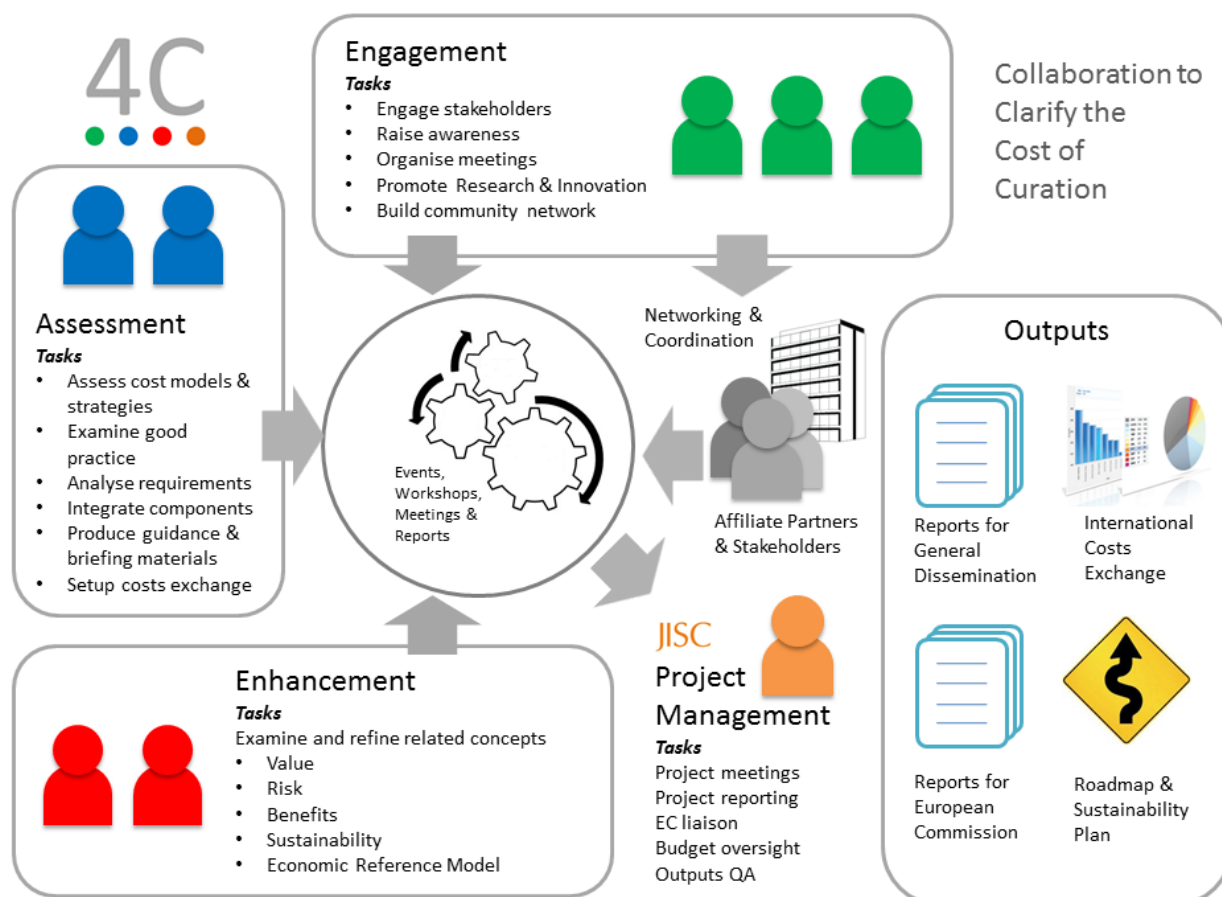 4C
Engagement
Tasks
• Engage stakeholders
• Raise awareness
• Organise meetings
• Promote Research & Innovation
• Build community network
Collaboration to
Clarify the
Cost of
Curation
Assessment
Tasks
• Assess cost models &
strategies
• Examine good
practice
• Analyse requirements
• Integrate components
• Produce guidance &
briefing materials
• Setup costs exchange
Events,
Workshops,
Meetings &
Reports
Networking &
Coordination
Affiliate Partners
& Stakeholders
Enhancement
Tasks
Examine and refine related concepts
• Value
• Risk
• Benefits
• Sustainability
• Economic Reference Model
JISC
Project
Management
Tasks
Project meetings
Project reporting
EC liaison
Budget oversight
Outputs QA
Outputs
Reports for
General
Dissemination
International
Costs
Exchange
Reports for
European
Commission
Roadmap &
Sustainability
Plan